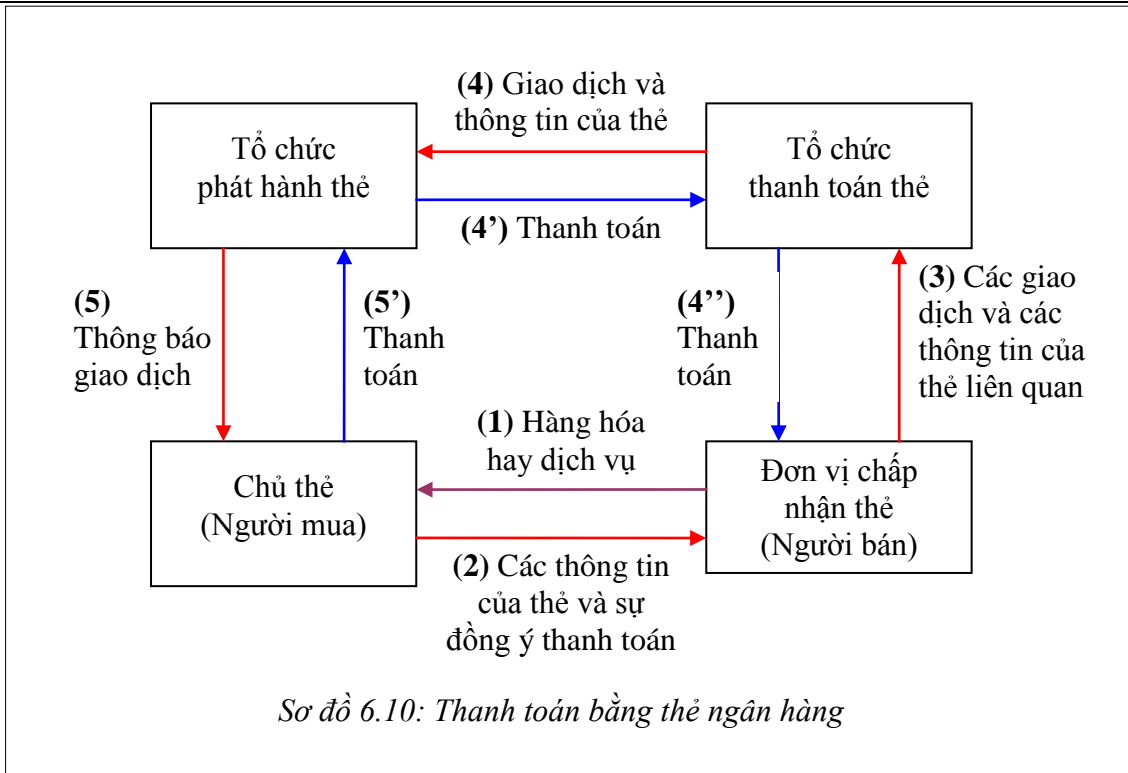 (4) Giao dịch và
thông tin của thẻ
Tổ chức
phát hành thẻ
Tổ chức
thanh toán thẻ
(4’) Thanh toán
(5)
Thông báo
giao dịch
(5’)
Thanh
toán
(4’’)
Thanh
toán
(3) Các giao
dịch và các
thông tin của
thẻ liên quan
(1) Hàng hóa
hay dịch vụ
Chủ thẻ
(Người mua)
Đơn vị chấp
nhận thẻ
(Người bán)
(2) Các thông tin
của thẻ và sự
đồng ý thanh toán
Sơ đồ 6.10: Thanh toán bằng thẻ ngân hàng